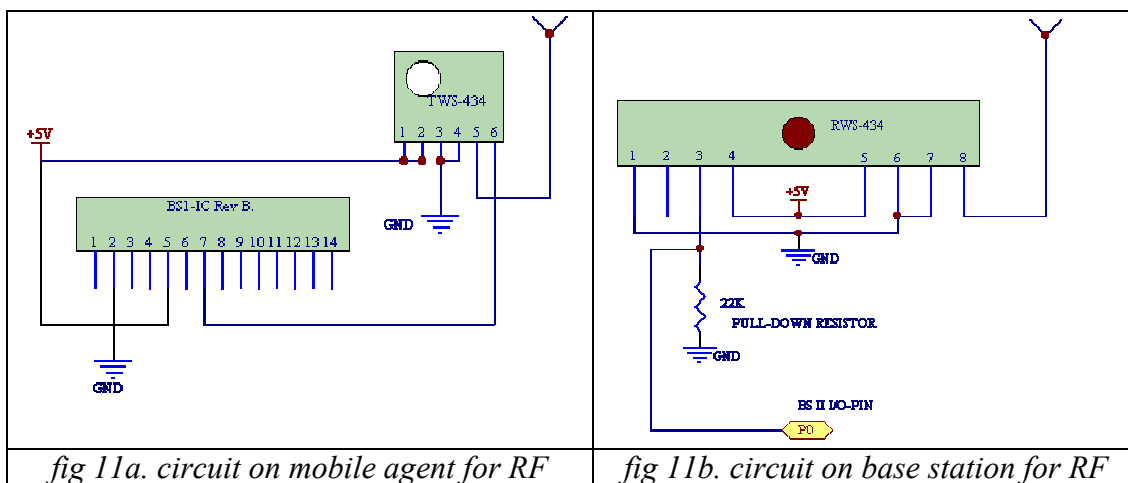 TWS-434
1 2 3 4 5 6
+5V
BS1-IC Rev B.
1 2 3 4 5 6 7 8 9 10 11 12 13 14
GND
GND
fig 11a. circuit on mobile agent for RF
RWS-434
1 2 3 4 5 6 7 8
+5V
GND
22K
PULL-DOWN RESISTOR
GND
BS II I/O-PIN
P0
fig 11b. circuit on base station for RF